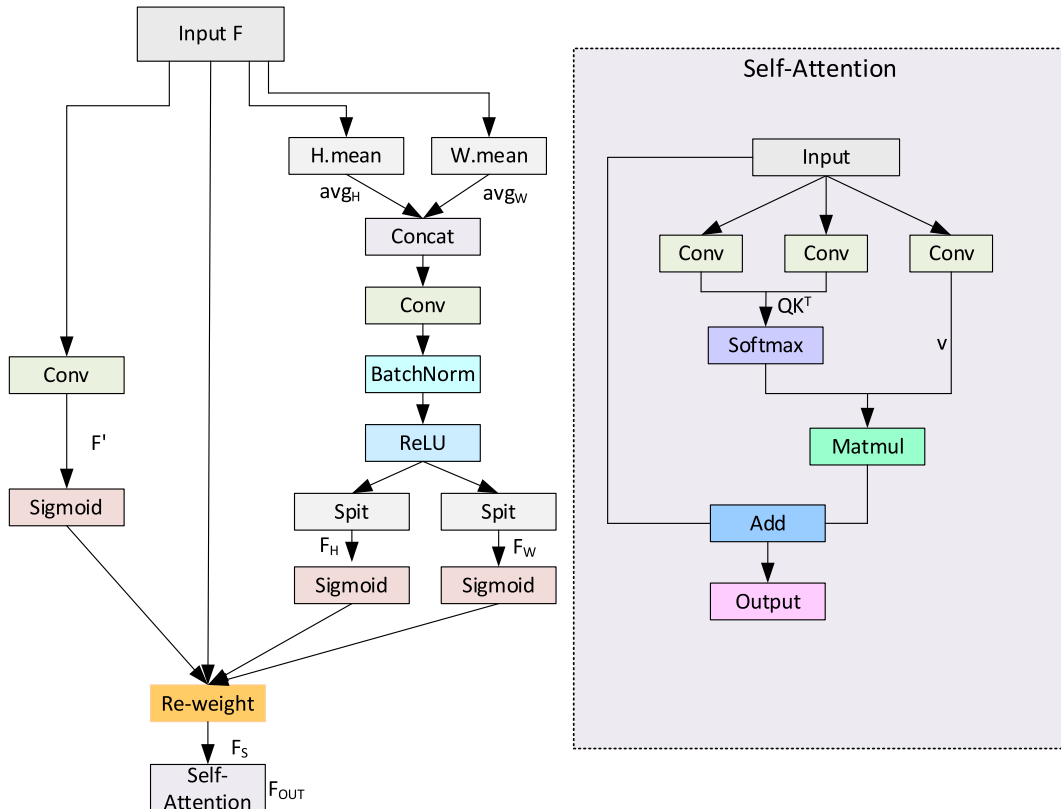 Input F
H.mean
W.mean
avgH
avgW
Concat
Conv
BatchNorm
ReLU
Conv
F'
Sigmoid
Spit
Spit
FH
FW
Sigmoid
Sigmoid
Re-weight
FS
Self-
Attention
FOUT
Self-Attention
Input
Conv
Conv
Conv
QKT
Softmax
v
Matmul
Add
Output